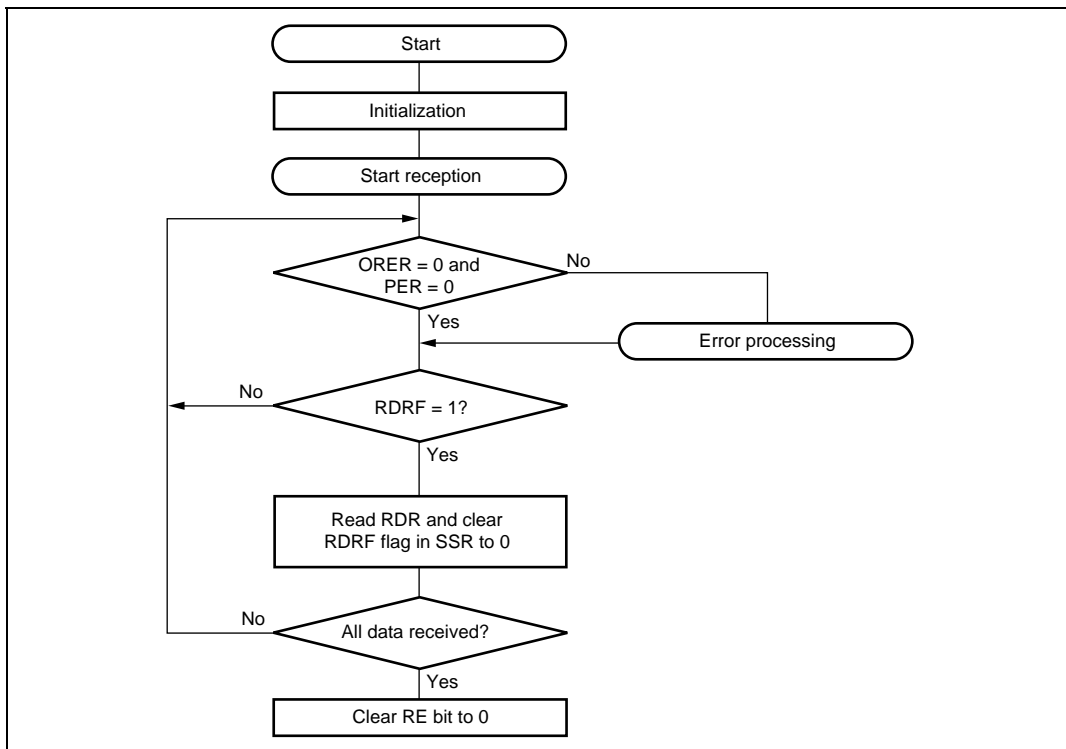 Start
Initialization
Start reception
ORER = 0 and
PER = 0
No
Yes
Error processing
No
RDRF = 1?
Yes
Read RDR and clear
RDRF flag in SSR to 0
No
All data received?
Yes
Clear RE bit to 0